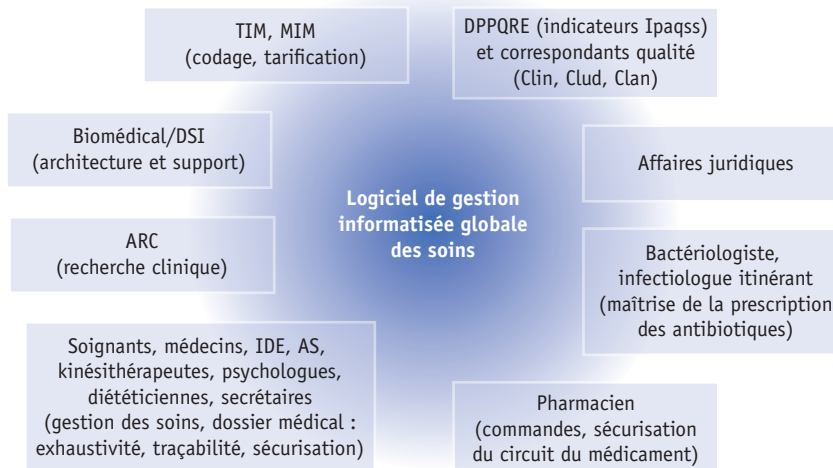 TIM, MIM
(codage, tarification)
DPPQRE (indicateurs Ipaqss)
et correspondants qualité
(Clin, Clud, Clan)
Biomédical/DSI
(architecture et support)
Affaires juridiques
Logiciel de gestion
informatisée globale
des soins
ARC
(recherche clinique)
Bactériologiste,
infectiologue itinérant
(maîtrise de la prescription
des antibiotiques)
Soignants, médecins, IDE, AS,
kinésithérapeutes, psychologues,
diététiciennes, secrétaires
(gestion des soins, dossier médical :
exhaustivité, traçabilité, sécurisation)
Pharmacien
(commandes, sécurisation
du circuit du médicament)